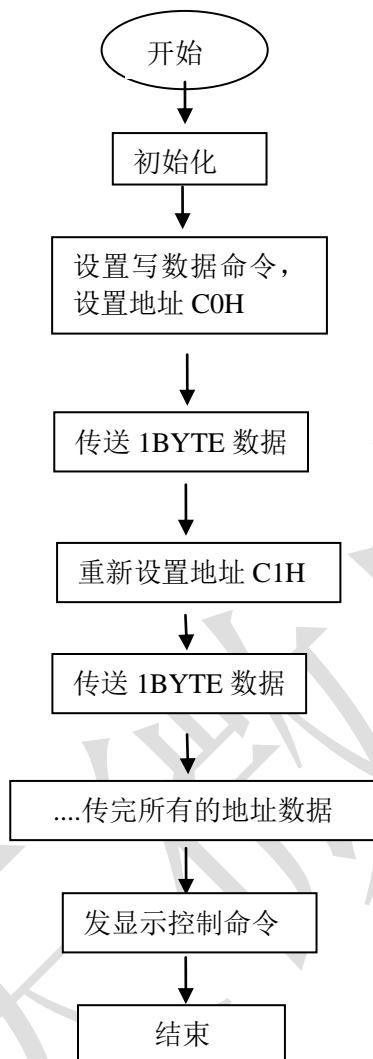 开始
初始化
设置写数据命令，
设置地址 C0H
传送 1BYTE 数据
重新设置地址 C1H
传送 1BYTE 数据
....传完所有的地址数据
发显示控制命令
结束